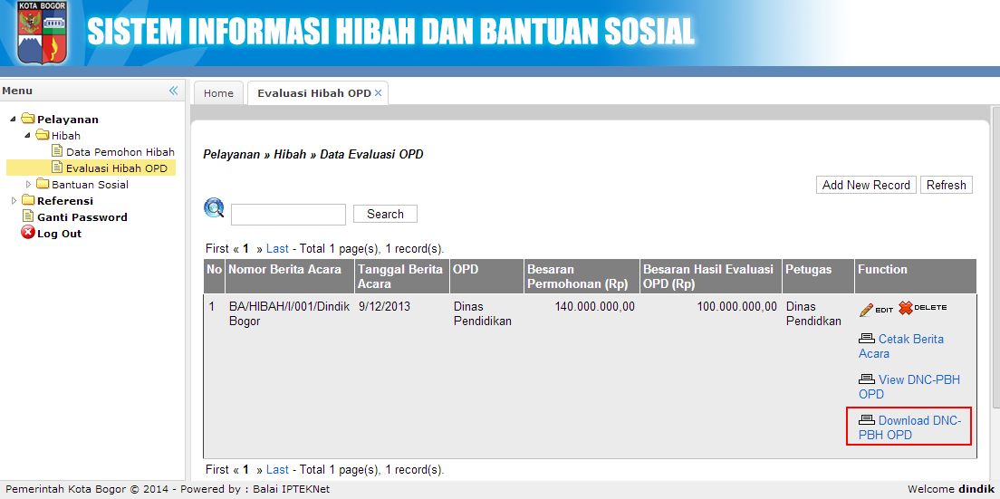 KOTA BOGOR
SISTEM INFORMASI HIBAH DAN BANTUAN SOSIAL
Menu
Pelayanan
Hibah
Data Pemohon Hibah
Evaluasi Hibah OPD
Bantuan Sosial
Referensi
Ganti Password
Log Out
Home
Evaluasi Hibah OPD
Pelayanan » Hibah » Data Evaluasi OPD
Add New Record Refresh
Search
First « 1 » Last - Total 1 page(s), 1 record(s).
No Nomor Berita Acara Tanggal Berita Acara OPD Besaran Permohonan (Rp) Besaran Hasil Evaluasi OPD (Rp) Petugas Function
1 BA/HIBAH/I/001/Dindik Bogor 9/12/2013 Dinas Pendidikan 140.000.000,00 100.000.000,00 Dinas Pendidkan EDIT DELETE
Cetak Berita
Acara
View DNC-PBH
OPD
Download DNC-
PBH OPD
First « 1 » Last - Total 1 page(s), 1 record(s).
Pemerintah Kota Bogor © 2014 - Powered by : Balai IPTEKNet
Welcome dindik